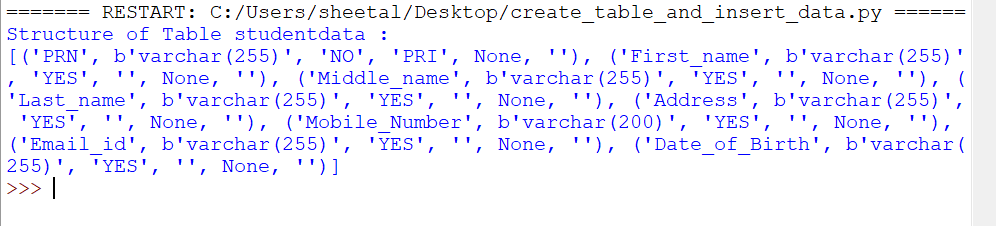 ======= RESTART: C:/Users/sheetal/Desktop/create_table_and_insert_data.py ======
Structure of Table studentdata :
[('PRN', b'varchar(255)', 'NO', 'PRI', None, ''), ('First_name', b'varchar(255)'
, 'YES', '', None, ''), ('Middle_name', b'varchar(255)', 'YES', '', None, ''), (
'Last_name', b'varchar(255)', 'YES', '', None, ''), ('Address', b'varchar(255)',
 'YES', '', None, ''), ('Mobile_Number', b'varchar(200)', 'YES', '', None, ''),
('Email_id', b'varchar(255)', 'YES', '', None, ''), ('Date_of_Birth', b'varchar(
255)', 'YES', '', None, '')]
>>>